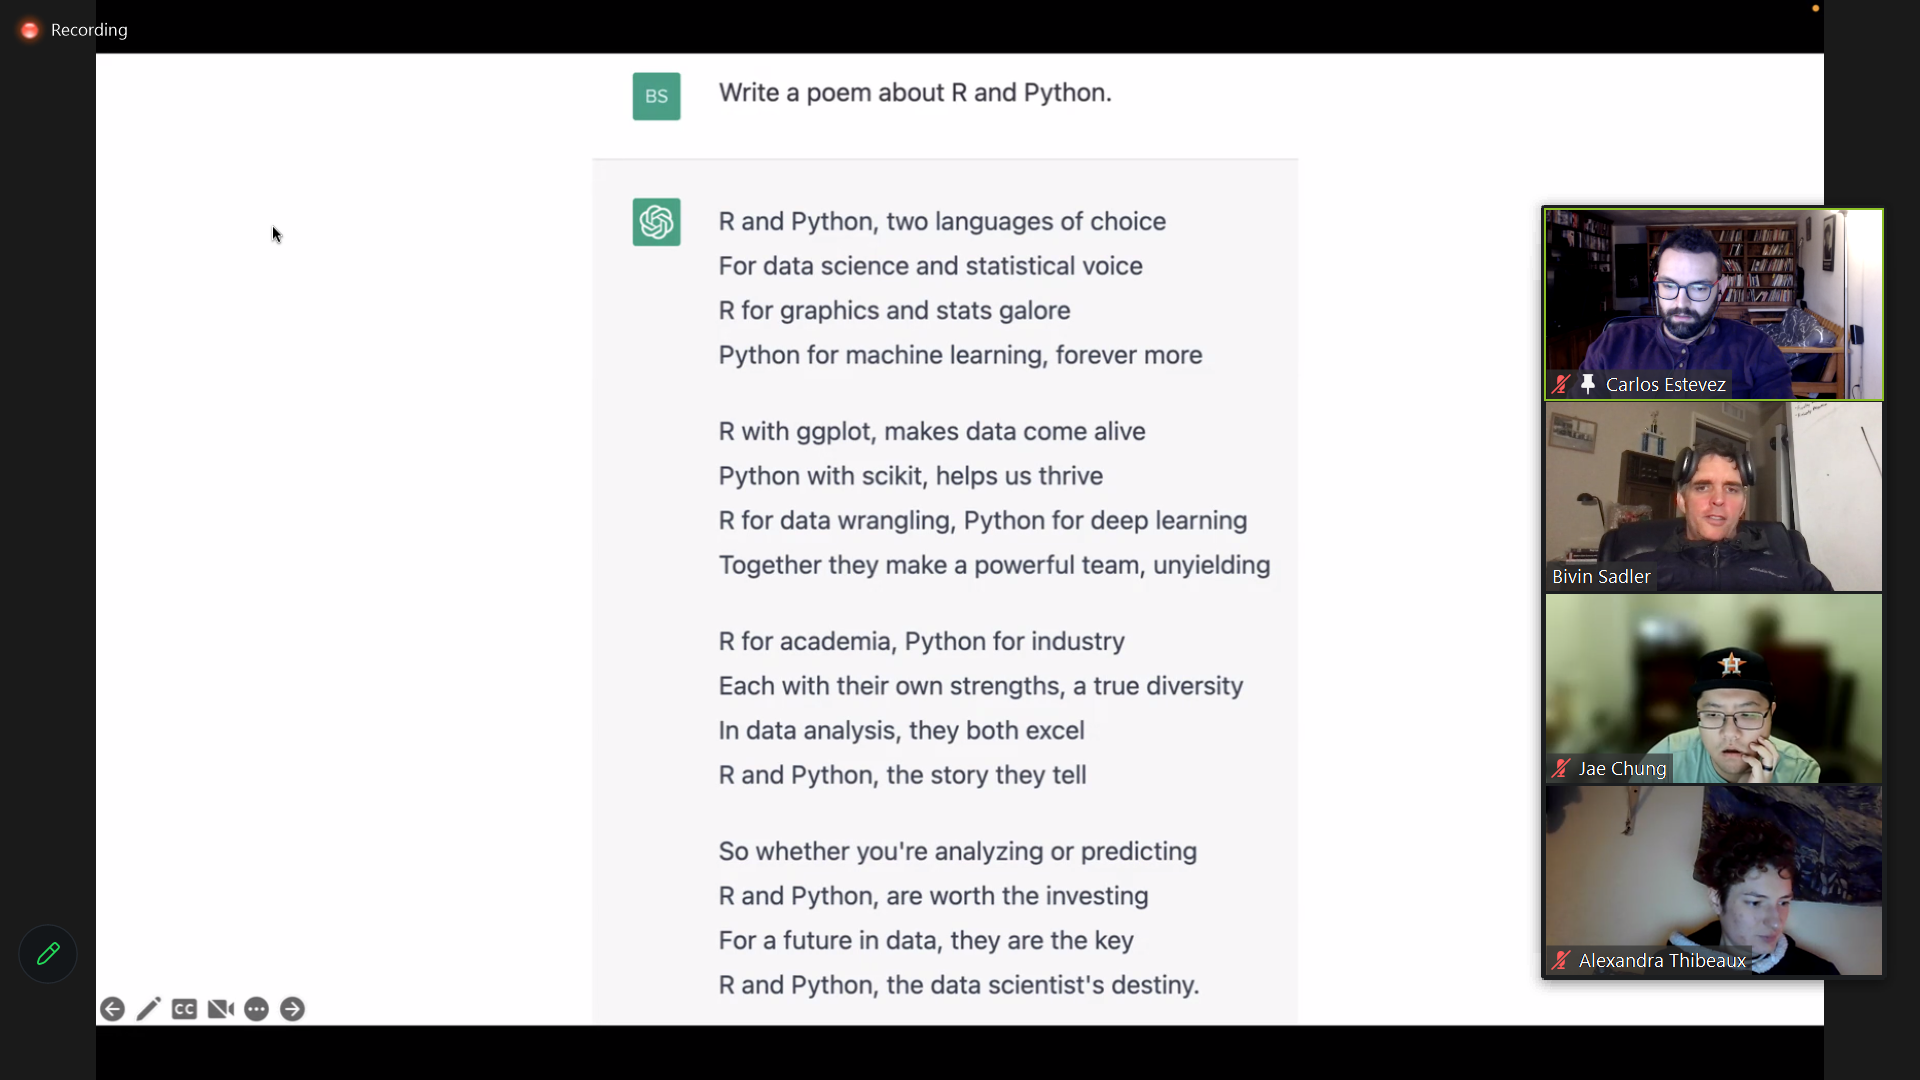 Recording
BS
Write a poem about R and Python.
R and Python, two languages of choice
For data science and statistical voice
R for graphics and stats galore
Python for machine learning, forever more
R with ggplot, makes data come alive
Python with scikit, helps us thrive
R for data wrangling, Python for deep learning
Together they make a powerful team, unyielding
R for academia, Python for industry
Each with their own strengths, a true diversity
In data analysis, they both excel
R and Python, the story they tell
So whether you're analyzing or predicting
R and Python, are worth the investing
For a future in data, they are the key
R and Python, the data scientist's destiny.
CC
Carlos Estevez
Bivin Sadler
H
Jae Chung
Alexandra Thibeaux